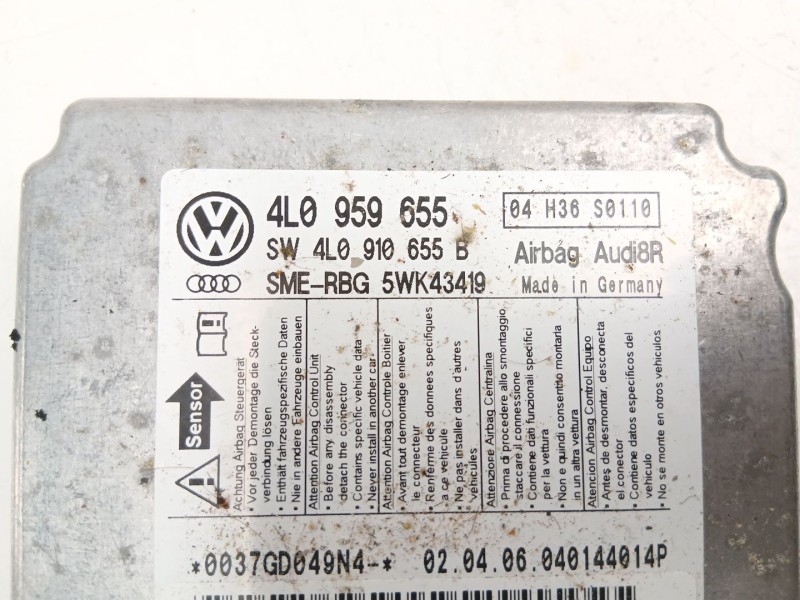 4L0 959 655
04 H36 S0110
SW 4L0 910 655 B
Airbag Audi8R
SME-RBG 5WK43419
Made in Germany
Sensor
Achtung Airbag Steuergerät
• Vor jeder Demontage die Steck-
verbindung lösen
• Enthält fahrzeugspezifische Daten
Nie in andere Fahrzeuge einbauen
Attention Airbag Control Unit
• Before any disassembly
detach the connector
• Contains specific vehicle data
• Never install in another car
Attention Airbag Controle Boitier
• Avant tout demontage enlever
le connecteur
• Renferme des donnees specifiques
a ce vehicule
• Ne pas installer dans d'autres
vehicules
Attenzione Airbag Centralina
• Prima di procedere allo smontaggio,
staccare il connessione
• Contiene dati funzionali specifici
per la vettura
• Non e quindi consentito montarla
in un altra vettura
Atencion Airbag Control Equipo
• Antes de desmontar, desconecta
el conector
• Contiene datos especificos del
vehiculo
• No se monte en otros vehiculos
*0037GD049N4-*
02.04.06.040144014P